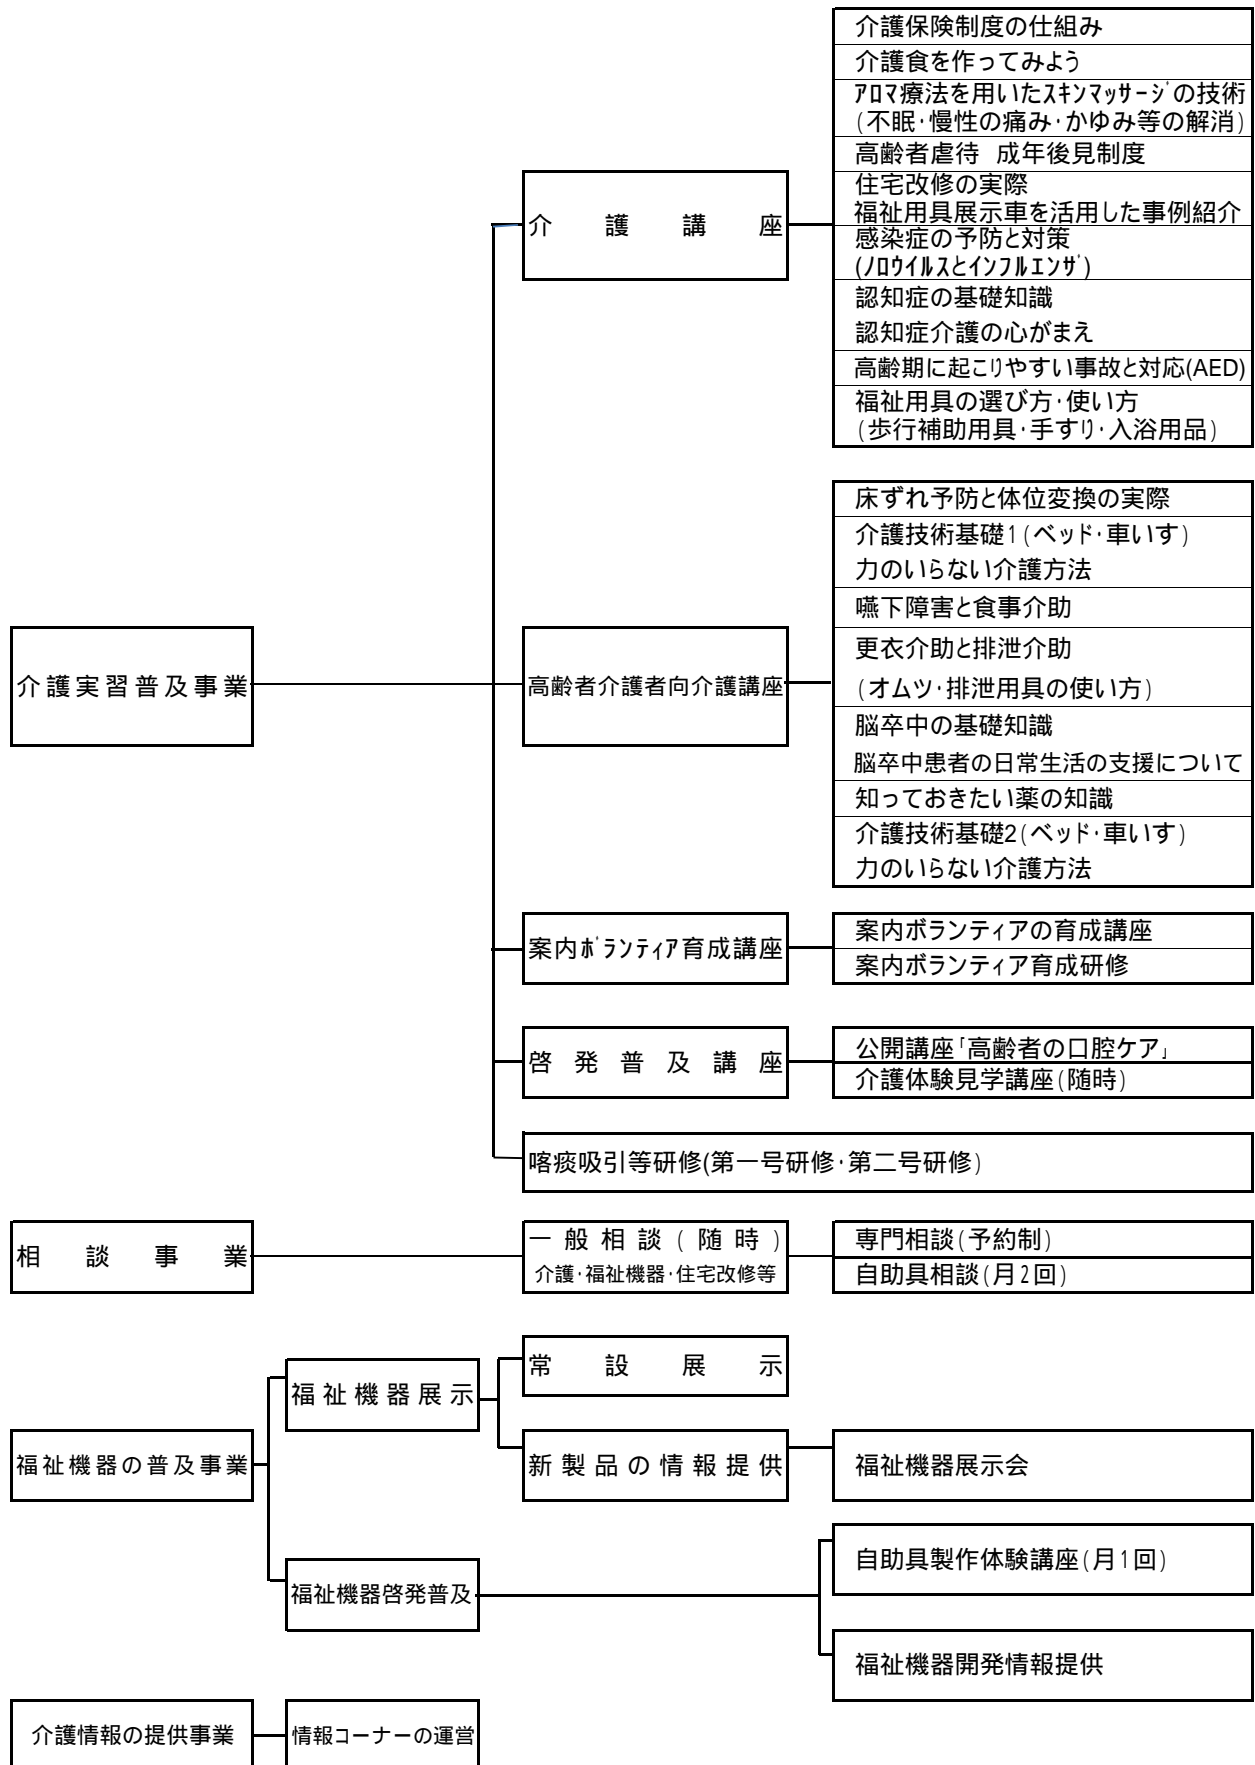 介護保険制度の仕組み
介護食を作ってみよう
ｱﾛﾏ療法を用いたｽｷﾝﾏｯｻｰｼﾞの技術
(不眠･慢性の痛み･かゆみ等の解消)
高齢者虐待 成年後見制度
住宅改修の実際
福祉用具展示車を活用した事例紹介
感染症の予防と対策
(ﾉﾛｳｲﾙｽとｲﾝﾌﾙｴﾝｻﾞ)
認知症の基礎知識
認知症介護の心がまえ
高齢期に起こりやすい事故と対応(AED)
福祉用具の選び方･使い方
(歩行補助用具･手すり･入浴用品)
介護講座
床ずれ予防と体位変換の実際
介護技術基礎1(ベッド･車いす)
力のいらない介護方法
嚥下障害と食事介助
更衣介助と排泄介助
(オムツ･排泄用具の使い方)
脳卒中の基礎知識
脳卒中患者の日常生活の支援について
知っておきたい薬の知識
介護技術基礎2(ベッド･車いす)
力のいらない介護方法
介護実習普及事業
高齢者介護者向介護講座
案内ﾎﾞﾗﾝﾃｨｱ育成講座
案内ボランティアの育成講座
案内ボランティア育成研修
啓発普及講座
公開講座｢高齢者の口腔ケア｣
介護体験見学講座(随時)
喀痰吸引等研修(第一号研修･第二号研修)
相談事業
一般相談(随時)
介護･福祉機器･住宅改修等
専門相談(予約制)
自助具相談(月2回)
福祉機器の普及事業
福祉機器展示
常設展示
新製品の情報提供
福祉機器展示会
福祉機器啓発普及
自助具製作体験講座(月1回)
福祉機器開発情報提供
介護情報の提供事業
情報コーナーの運営